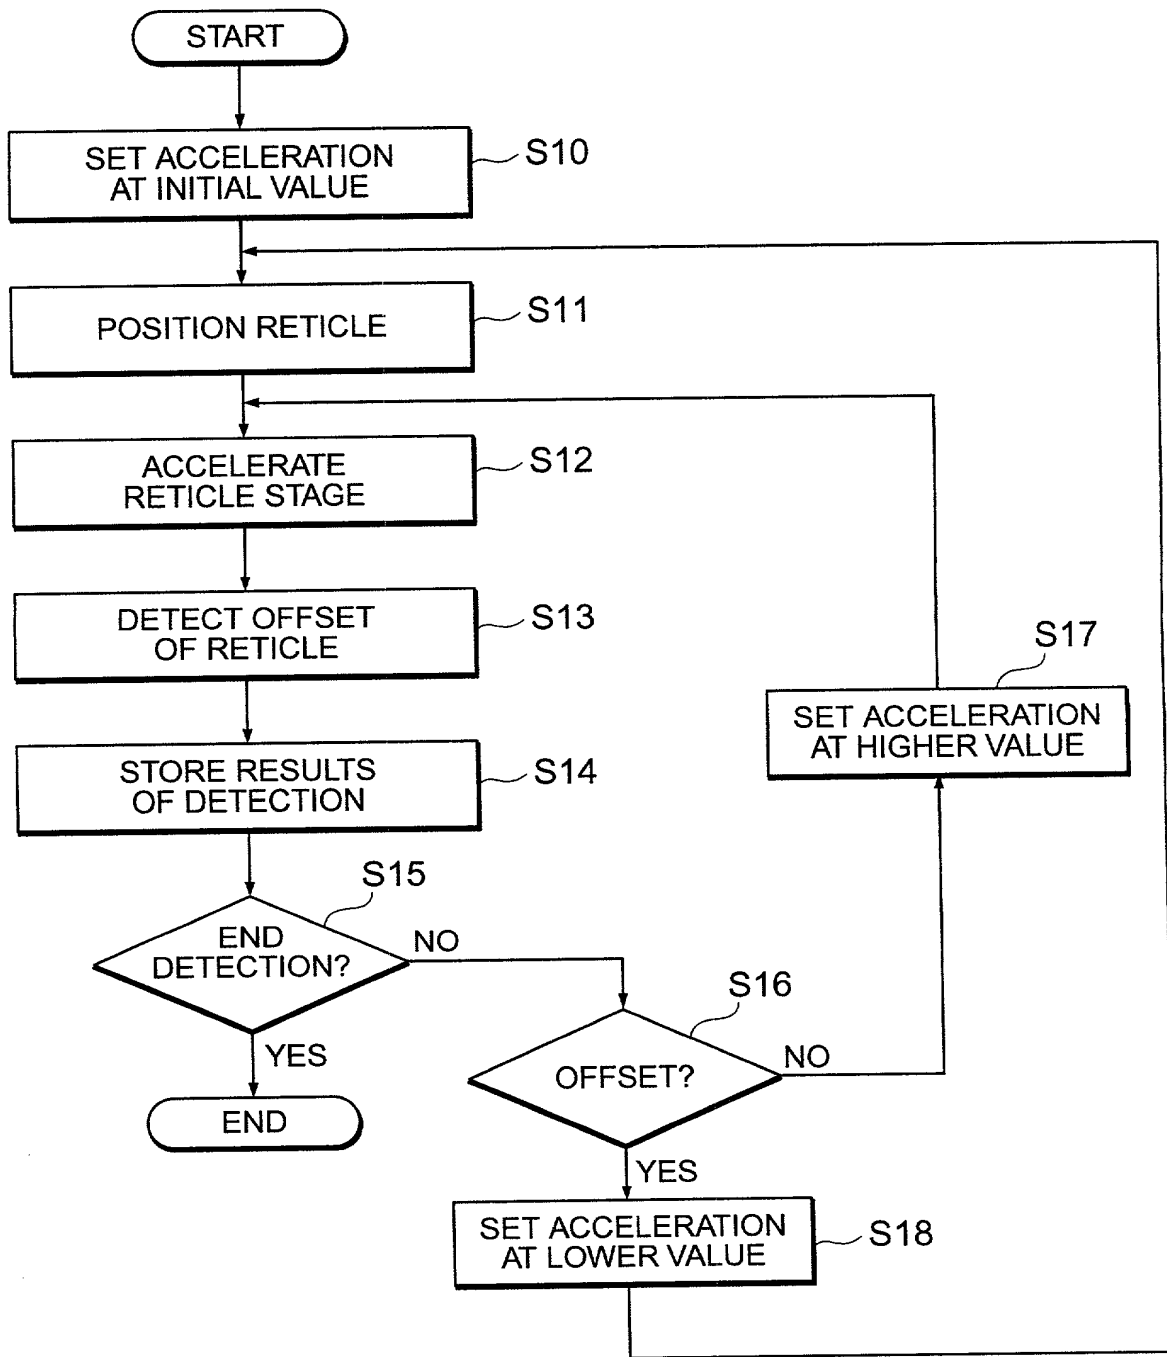 START
SET ACCELERATION
AT INITIAL VALUE
S10
POSITION RETICLE
S11
ACCELERATE
RETICLE STAGE
S12
DETECT OFFSET
OF RETICLE
S13
STORE RESULTS
OF DETECTION
S14
S15
END
DETECTION?
NO
YES
END
S16
OFFSET?
NO
YES
S17
SET ACCELERATION
AT HIGHER VALUE
SET ACCELERATION
AT LOWER VALUE
S18